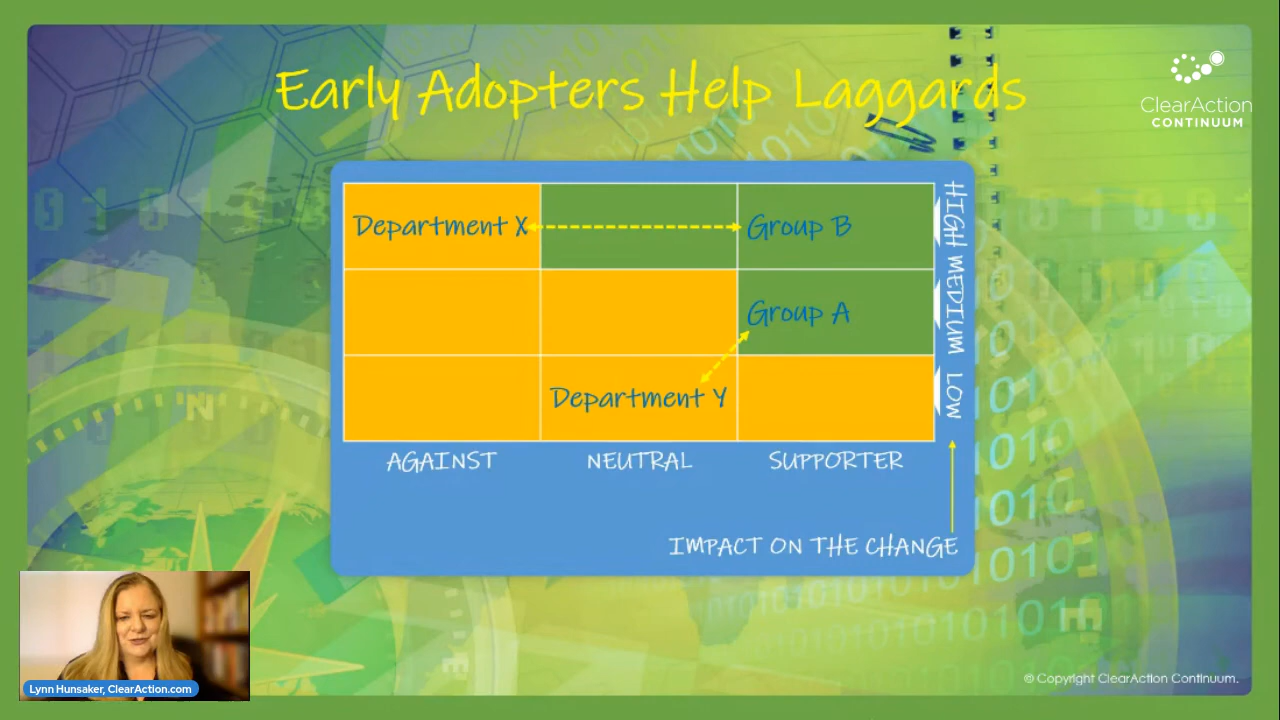 Early Adopters Help Laggards
ClearAction
CONTINUUM
Department X
Group B
HIGH
Group A
MEDIUM
Department Y
LOW
AGAINST
NEUTRAL
SUPPORTER
IMPACT ON THE CHANGE
Lynn Hunsaker, ClearAction.com
© Copyright ClearAction Continuum.